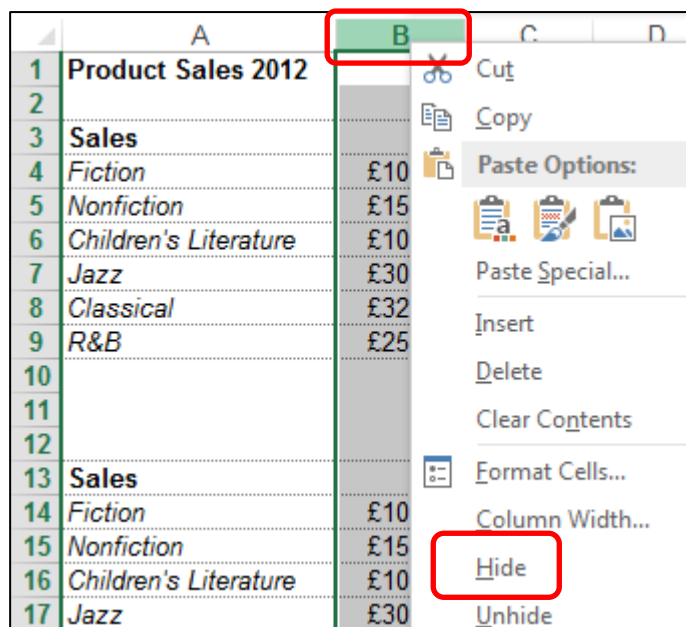 A B C D
1 Product Sales 2012
2
3 Sales
4 Fiction £10
5 Nonfiction £15
6 Children's Literature £10
7 Jazz £30
8 Classical £32
9 R&B £25
10
11
12
13 Sales
14 Fiction £10
15 Nonfiction £15
16 Children's Literature £10
17 Jazz £30
Cut
Copy
Paste Options:
Paste Special...
Insert
Delete
Clear Contents
Format Cells...
Column Width...
Hide
Unhide